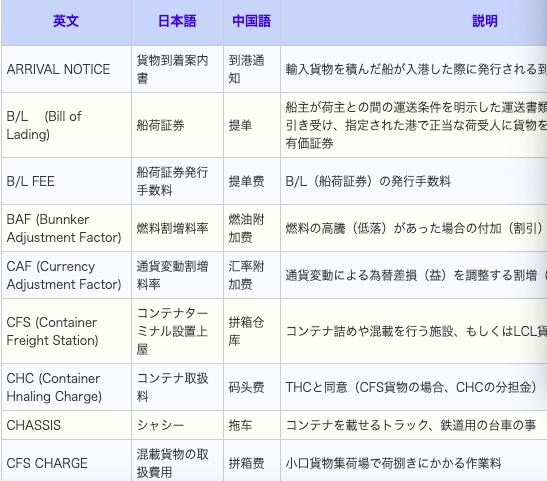 英文 日本語 中国語 説明
ARRIVAL NOTICE
貨物到着案内
書
到港通
知
輸入貨物を積んだ船が入港した際に発行される到
B/L (Bill of
Lading)
船荷証券
提单
船主が荷主との間の運送条件を明示した運送書類
引き受け、指定された港で正当な荷受人に貨物を
有価証券
B/L FEE
船荷証券発行
手数料
提单费
B/L（船荷証券）の発行手数料
BAF (Bunnker
Adjustment Factor)
燃料割増料率
燃油附
加费
燃料の高騰（低落）があった場合の付加（割引）
CAF (Currency
Adjustment Factor)
通貨変動割増
料率
汇率附
加费
通貨変動による為替差損（益）を調整する割増（
CFS (Container
Freight Station)
コンテナター
ミナル設置上
屋
拼箱仓
库
コンテナ詰めや混載を行う施設、もしくはLCL貨
CHC (Container
Hnaling Charge)
コンテナ取扱
料
码头费
THCと同意（CFS貨物の場合、CHCの分担金）
CHASSIS
シャシー
拖车
コンテナを載せるトラック、鉄道用の台車の事
CFS CHARGE
混載貨物の取
扱費用
拼箱费
小口貨物集荷場で荷捌きにかかる作業料